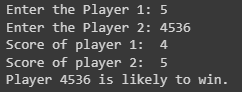 Enter the Player 1: 5
Enter the Player 2: 4536
Score of player 1:  4
Score of player 2:  5
Player 4536 is likely to win.